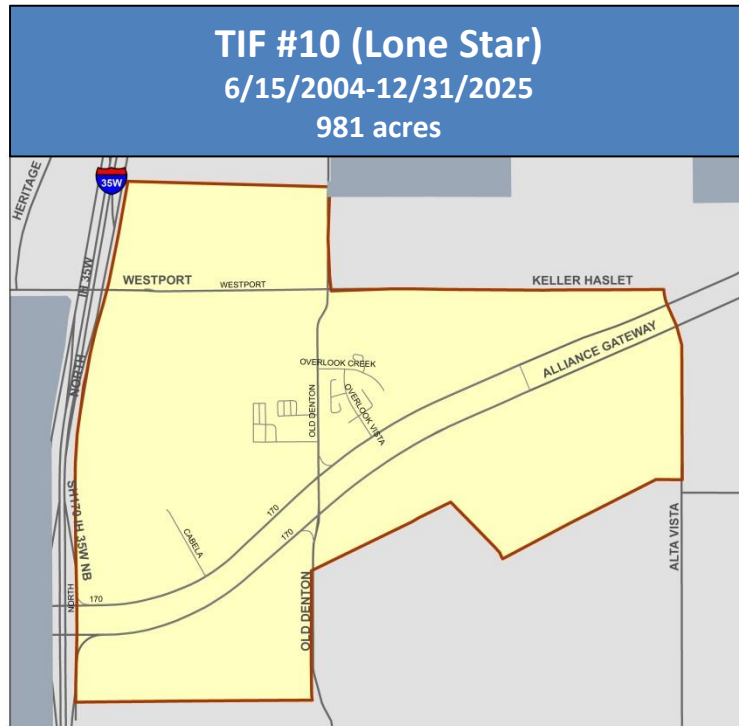 TIF #10 (Lone Star)
6/15/2004-12/31/2025
981 acres
HERITAGE
35W
IH 35W
WESTPORT
WESTPORT
KELLER HASLET
NORTH
ALLIANCE GATEWAY
OVERLOOK CREEK
OVERLOOK VISTA
OLD DENTON
SH170 IH 35W NB
170
170
CABELA
ALTA VISTA
NORTH
170
OLD DENTON